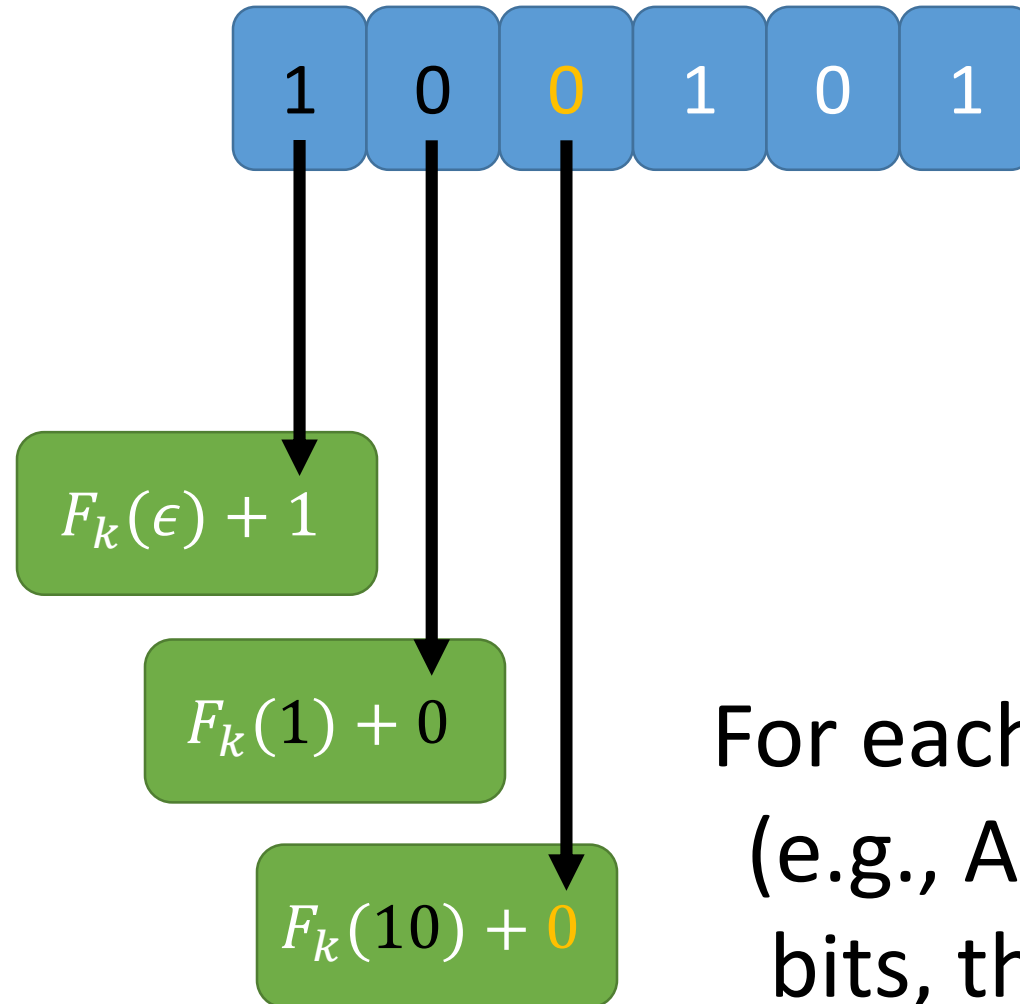 1 0 0 1 0 1
F_k(ϵ) + 1
F_k(1) + 0
F_k(10) + 0
For each
(e.g., A
bits, th